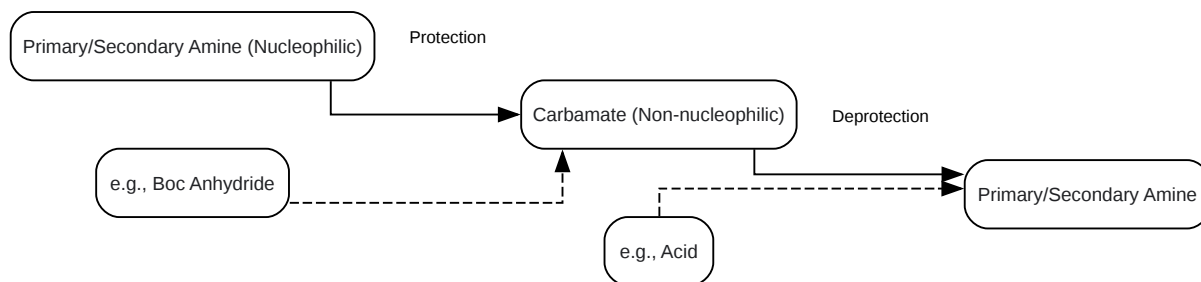 Primary/Secondary Amine (Nucleophilic)
Protection
Carbamate (Non-nucleophilic)
Deprotection
e.g., Boc Anhydride
Primary/Secondary Amine
e.g., Acid